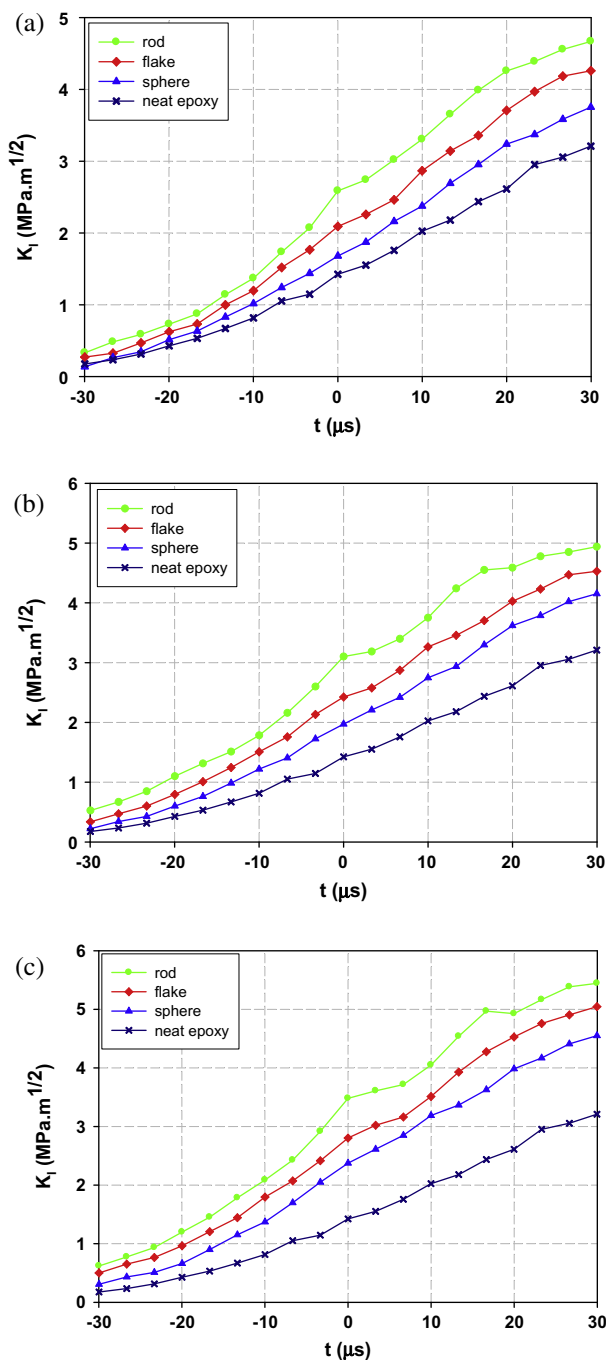 (a)
rod
flake
sphere
neat epoxy
K_I (MPa.m^1/2)
5
4
3
2
1
0
-30 -20 -10 0 10 20 30
t (μs)
(b)
rod
flake
sphere
neat epoxy
K_I (MPa.m^1/2)
6
5
4
3
2
1
0
-30 -20 -10 0 10 20 30
t (μs)
(c)
rod
flake
sphere
neat epoxy
K_I (MPa.m^1/2)
6
5
4
3
2
1
0
-30 -20 -10 0 10 20 30
t (μs)